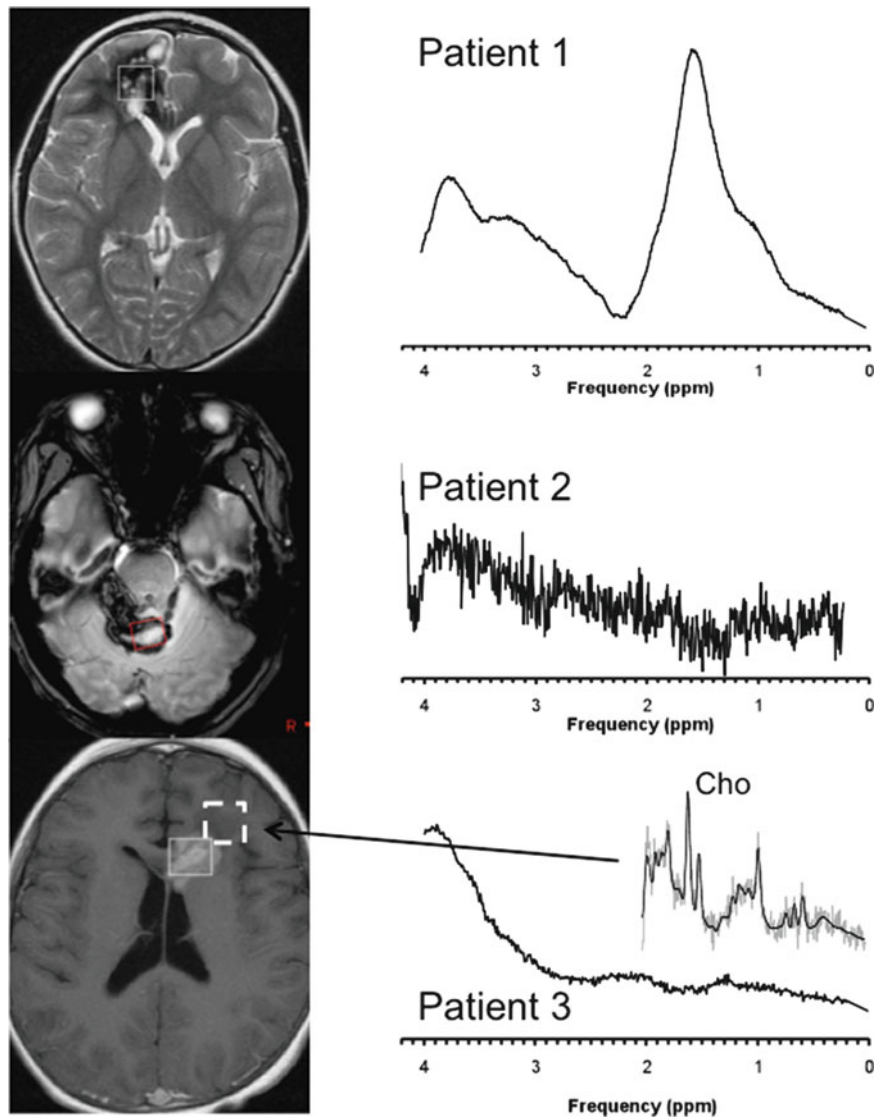 Patient 1
4 3 2 1 0
Frequency (ppm)
Patient 2
4 3 2 1 0
Frequency (ppm)
R
Cho
Patient 3
4 3 2 1 0
Frequency (ppm)